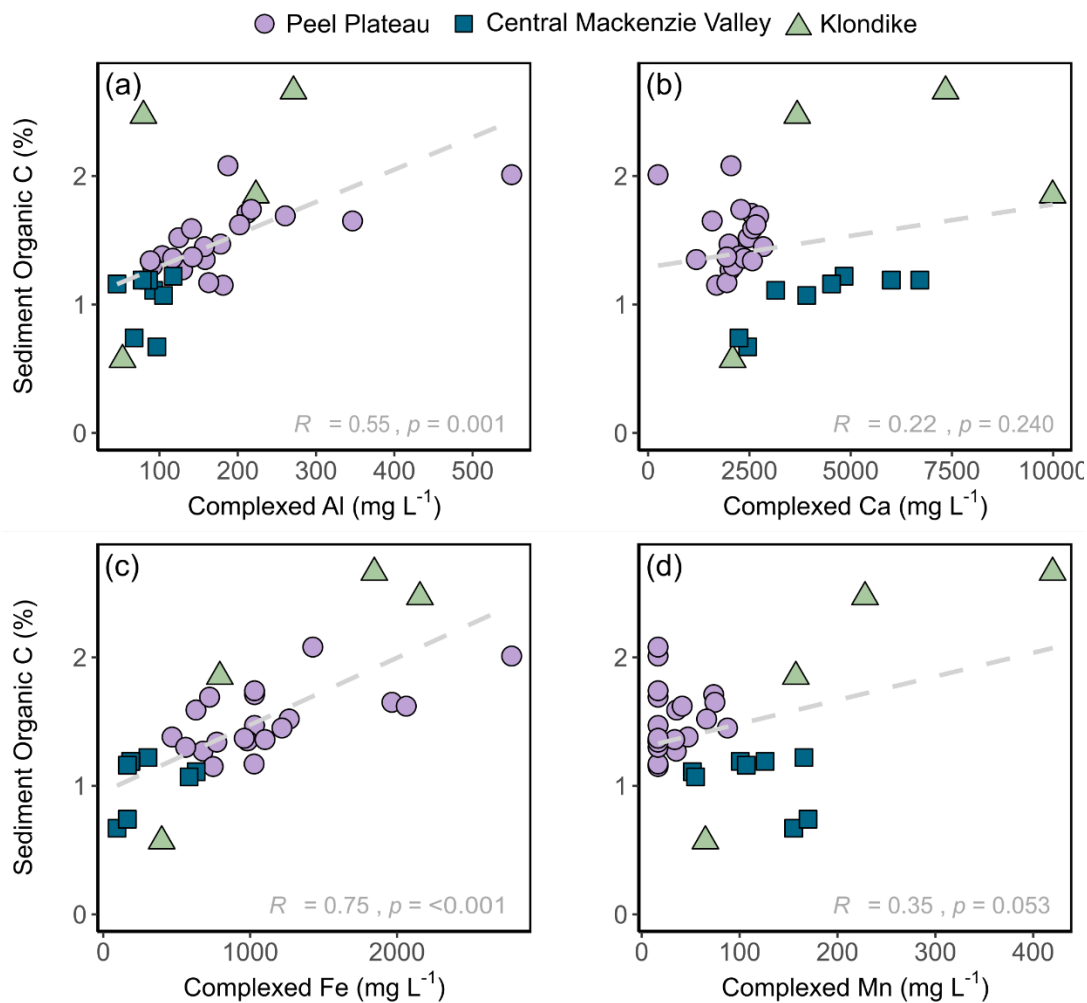 Peel Plateau Central Mackenzie Valley Klondike
(a)
Sediment Organic C (%)
2
1
0
R = 0.55 , p = 0.001
100 200 300 400 500
Complexed Al (mg L⁻¹)
(b)
2
1
0
R = 0.22 , p = 0.240
0 2500 5000 7500 10000
Complexed Ca (mg L⁻¹)
(c)
Sediment Organic C (%)
2
1
0
R = 0.75 , p = <0.001
0 1000 2000
Complexed Fe (mg L⁻¹)
(d)
2
1
0
R = 0.35 , p = 0.053
0 100 200 300 400
Complexed Mn (mg L⁻¹)